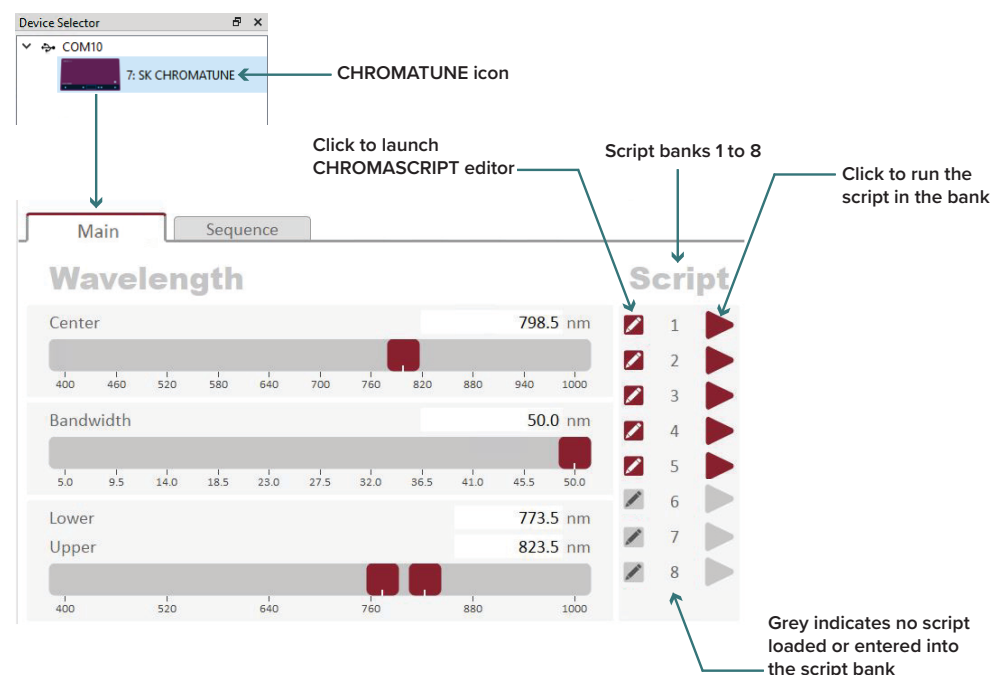 Device Selector
COM10
7: SK CHROMATUNE
CHROMATUNE icon
Click to launch
CHROMASCRIPT editor
Script banks 1 to 8
Click to run the
script in the bank
Main
Sequence
Wavelength
Script
Center
798.5 nm
400 460 520 580 640 700 760 820 880 940 1000
Bandwidth
50.0 nm
5.0 9.5 14.0 18.5 23.0 27.5 32.0 36.5 41.0 45.5 50.0
Lower
773.5 nm
Upper
823.5 nm
400 520 640 760 880 1000
1
2
3
4
5
6
7
8
Grey indicates no script
loaded or entered into
the script bank